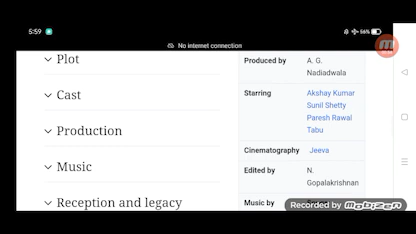 5:59
56%
No internet connection
Plot
Cast
Production
Music
Reception and legacy
Produced by A. G. Nadiadwala
Starring Akshay Kumar
Sunil Shetty
Paresh Rawal
Tabu
Cinematography Jeeva
Edited by N.
Gopalakrishnan
Music by
Recorded by MOBIZEN